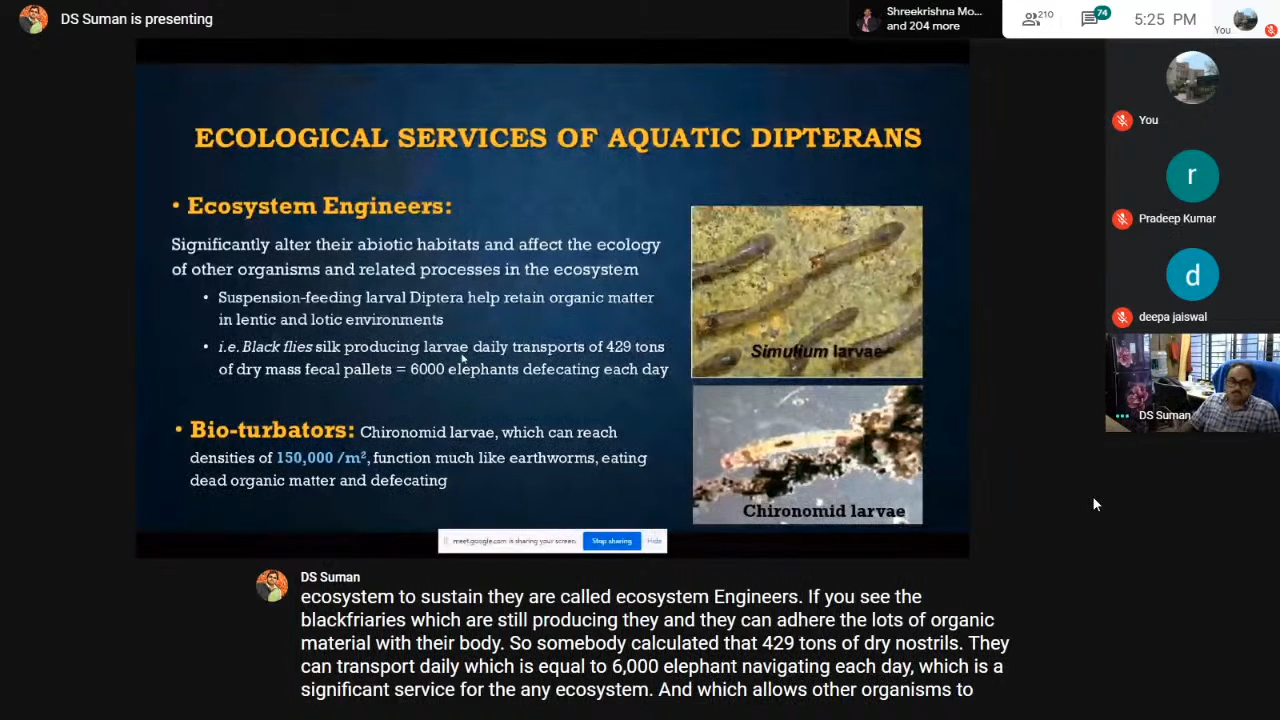 DS Suman is presenting
Shreekrishna Mo...
and 204 more
210
74
5:25 PM
You
ECOLOGICAL SERVICES OF AQUATIC DIPTERANS
• Ecosystem Engineers:
Significantly alter their abiotic habitats and affect the ecology
of other organisms and related processes in the ecosystem
• Suspension-feeding larval Diptera help retain organic matter
in lentic and lotic environments
• i.e. Black flies silk producing larvae daily transports of 429 tons
of dry mass fecal pallets = 6000 elephants defecating each day
• Bio-turbators: Chironomid larvae, which can reach
densities of 150,000 /m², function much like earthworms, eating
dead organic matter and defecating
Simulium larvae
Chironomid larvae
meet.google.com is sharing your screen.
Stop sharing
Hide
You
r
Pradeep Kumar
d
deepa jaiswal
DS Suman
DS Suman
ecosystem to sustain they are called ecosystem Engineers. If you see the
blackfriaries which are still producing they and they can adhere the lots of organic
material with their body. So somebody calculated that 429 tons of dry nostrils. They
can transport daily which is equal to 6,000 elephant navigating each day, which is a
significant service for the any ecosystem. And which allows other organisms to